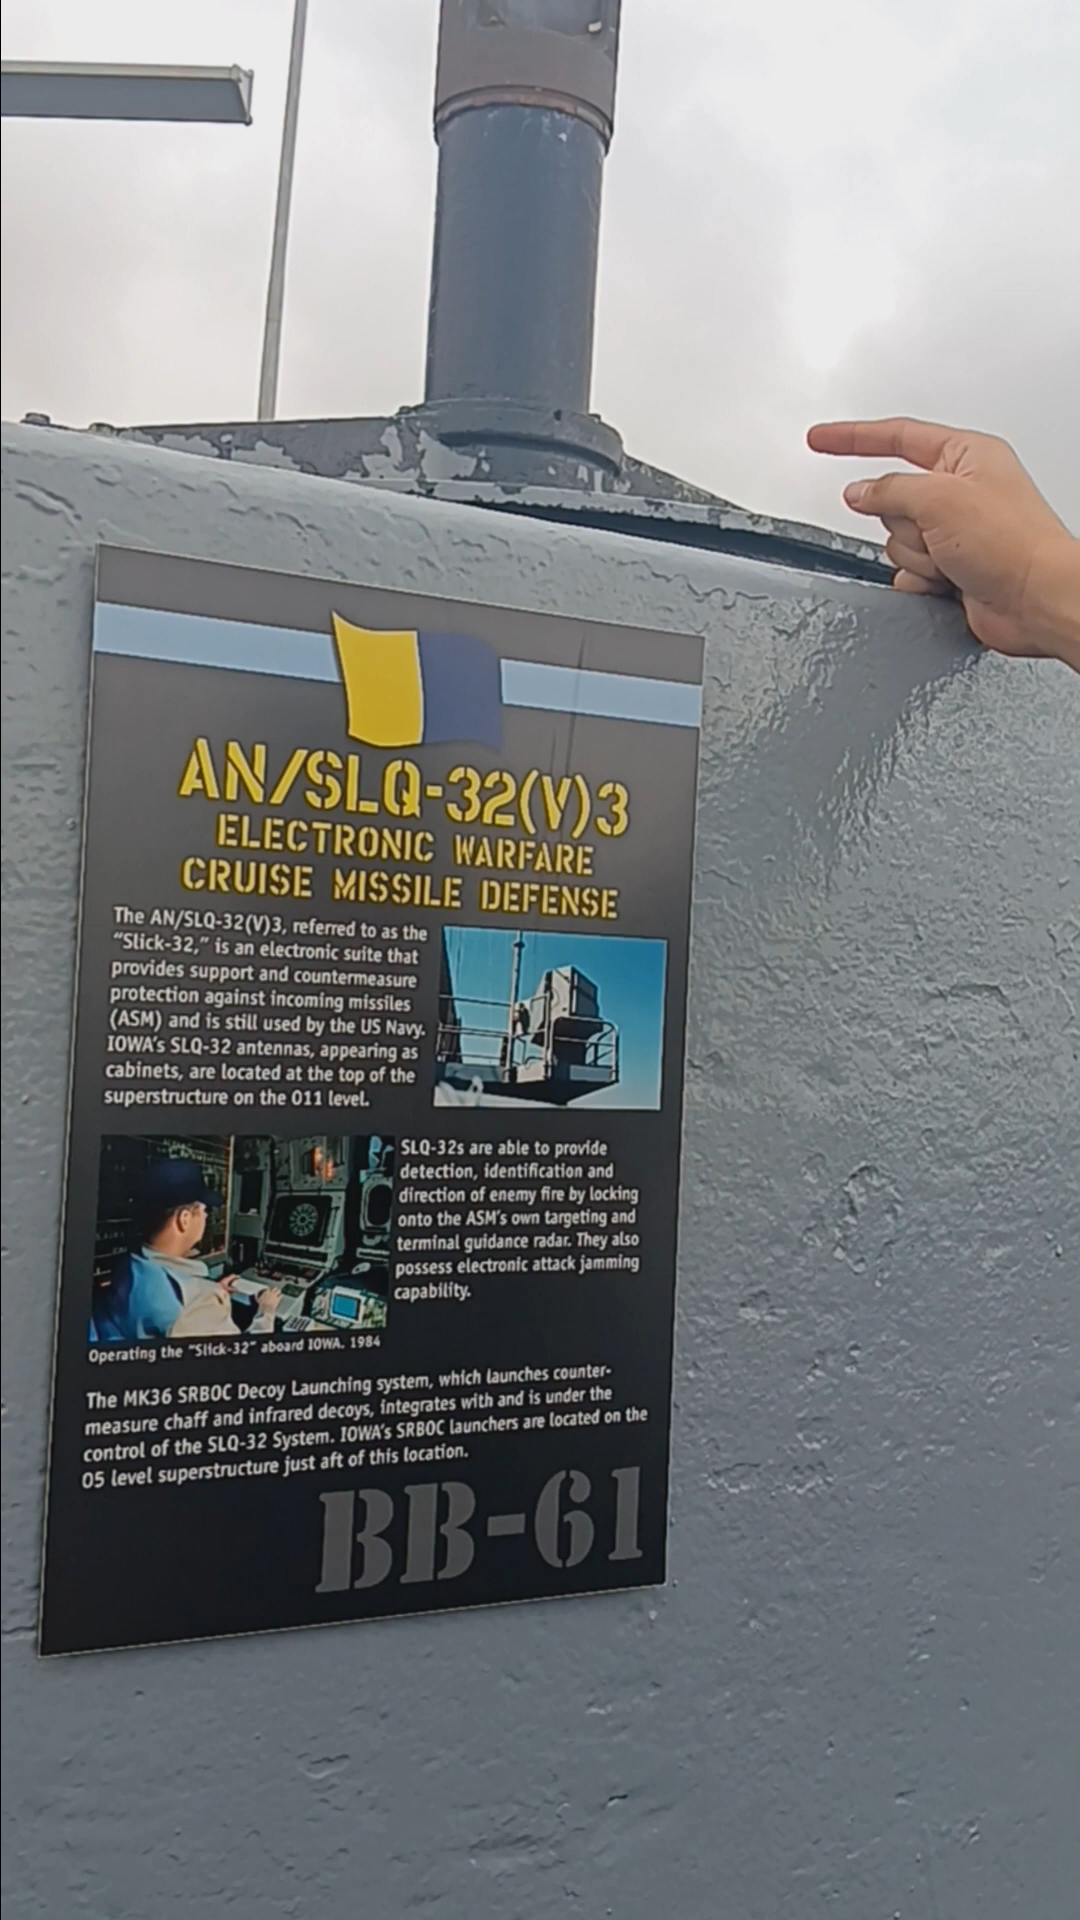 AN/SLQ-32(V)3
ELECTRONIC WARFARE
CRUISE MISSILE DEFENSE
The AN/SLQ-32(V)3, referred to as the
"Slick-32," is an electronic suite that
provides support and countermeasure
protection against incoming missiles
(ASM) and is still used by the US Navy.
IOWA's SLQ-32 antennas, appearing as
cabinets, are located at the top of the
superstructure on the 011 level.
SLQ-32s are able to provide
detection, identification and
direction of enemy fire by locking
onto the ASM's own targeting and
terminal guidance radar. They also
possess electronic attack jamming
capability.
Operating the "Slick-32" aboard IOWA. 1984
The MK36 SRBOC Decoy Launching system, which launches counter-
measure chaff and infrared decoys, integrates with and is under the
control of the SLQ-32 System. IOWA's SRBOC launchers are located on the
05 level superstructure just aft of this location.
BB-61